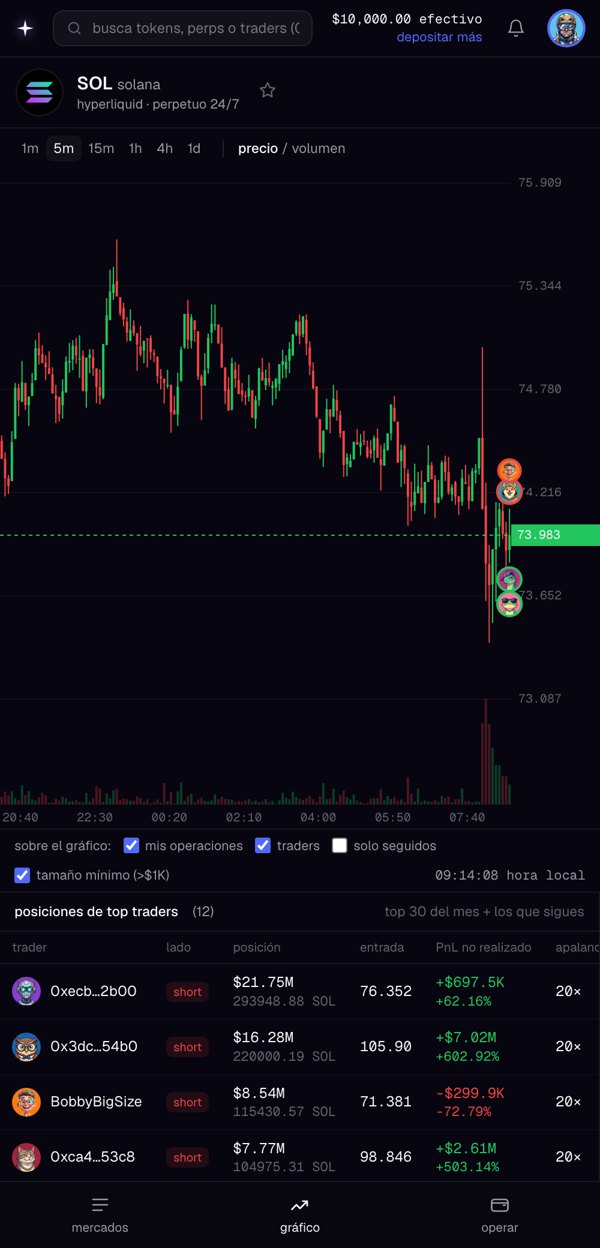 busca tokens, perps o traders ((
$10,000.00 efectivo
depositar más
SOL solana
hyperliquid · perpetuo 24/7
1m 5m 15m 1h 4h 1d precio / volumen
75.909
75.344
74.780
74.216
73.983
73.652
73.087
20:40 22:30 00:20 02:10 04:00 05:50 07:40
sobre el gráfico: mis operaciones traders solo seguidos
tamaño mínimo (>$1K) 09:14:08 hora local
posiciones de top traders (12) top 30 del mes + los que sigues
trader lado posición entrada PnL no realizado apalanc
0xecb…2b00 short $21.75M 76.352 +$697.5K 20×
293948.88 SOL +62.16%
0x3dc…54b0 short $16.28M 105.90 +$7.02M 20×
220000.19 SOL +602.92%
BobbyBigSize short $8.54M 71.381 -$299.9K 20×
115430.57 SOL -72.79%
0xca4…53c8 short $7.77M 98.846 +$2.61M 20×
104975.31 SOL +503.14%
mercados gráfico operar